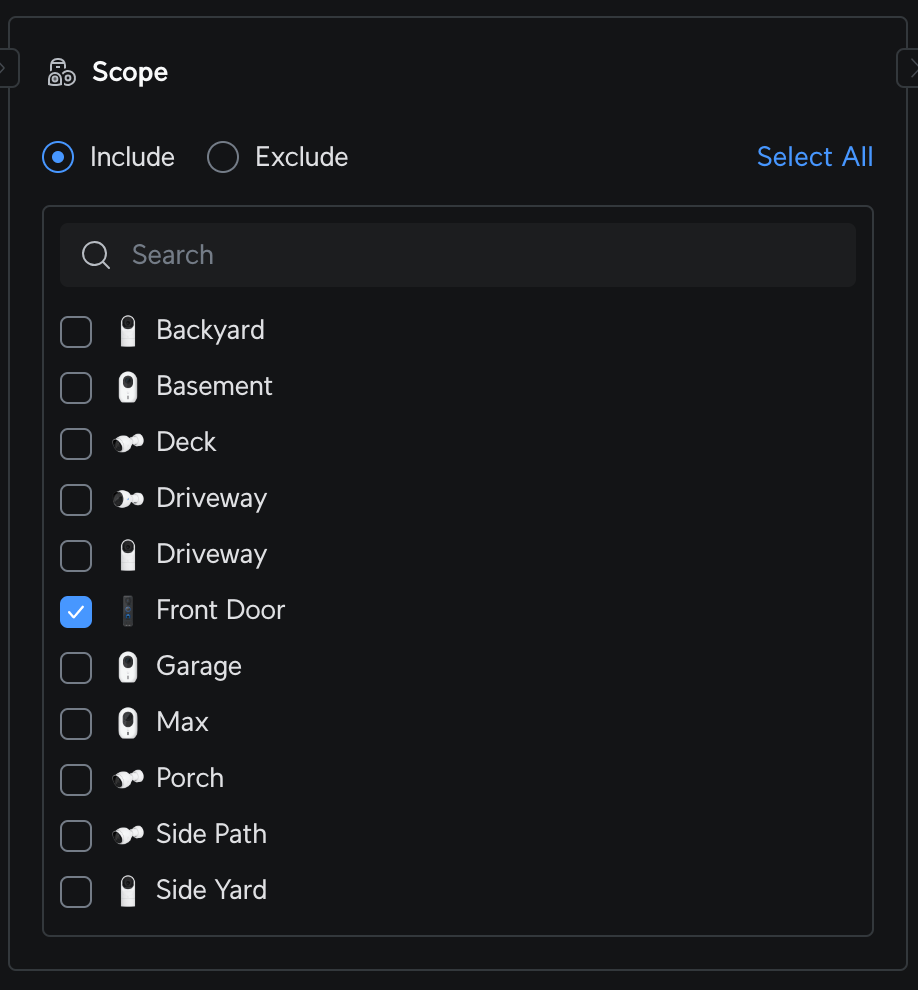 Scope
Include Exclude Select All
Search
Backyard
Basement
Deck
Driveway
Driveway
Front Door
Garage
Max
Porch
Side Path
Side Yard